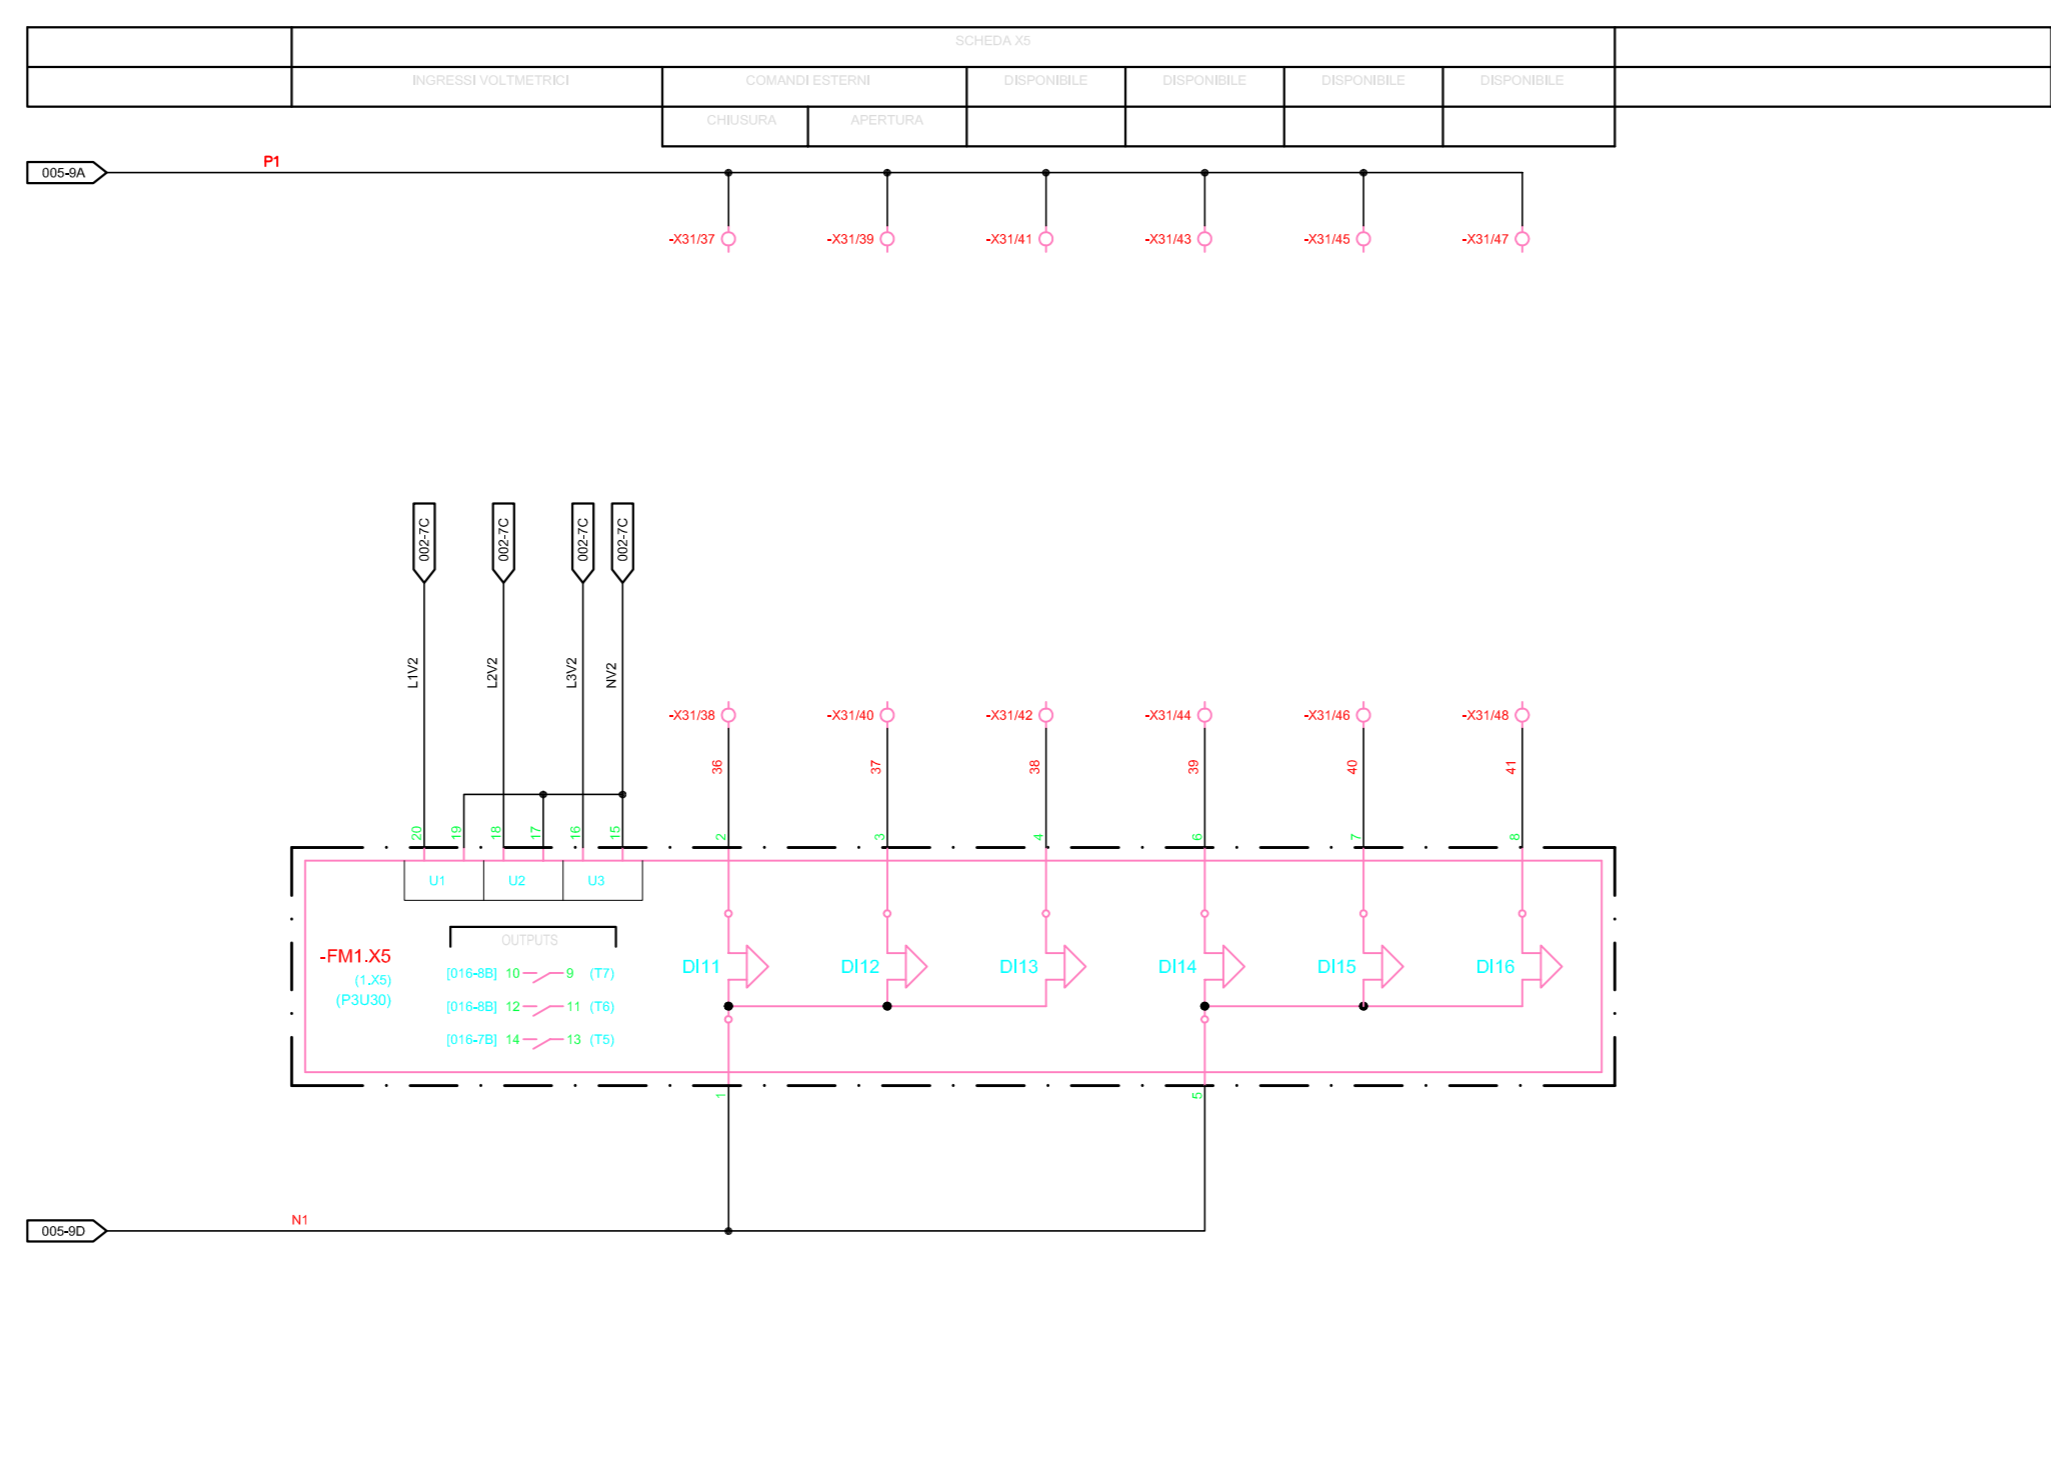 SCHEDA X5
INGRESSI VOLTMETRICI COMANDI ESTERNI DISPONIBILE DISPONIBILE DISPONIBILE DISPONIBILE
CHIUSURA APERTURA
P1
005-9A
-X31/37 -X31/39 -X31/41 -X31/43 -X31/45 -X31/47
002-7C 002-7C 002-7C 002-7C
L1V2 L2V2 L3V2 NV2
-X31/38 -X31/40 -X31/42 -X31/44 -X31/46 -X31/48
36 37 38 39 40 41
20 19 18 17 16 15 2 3 4 6 7 8
U1 U2 U3
OUTPUTS
-FM1.X5
(1.X5)
(P3U30)
[016-8B] 10 9 (T7)
[016-8B] 12 11 (T6)
[016-7B] 14 13 (T5)
DI11 DI12 DI13 DI14 DI15 DI16
1 5
N1
005-9D